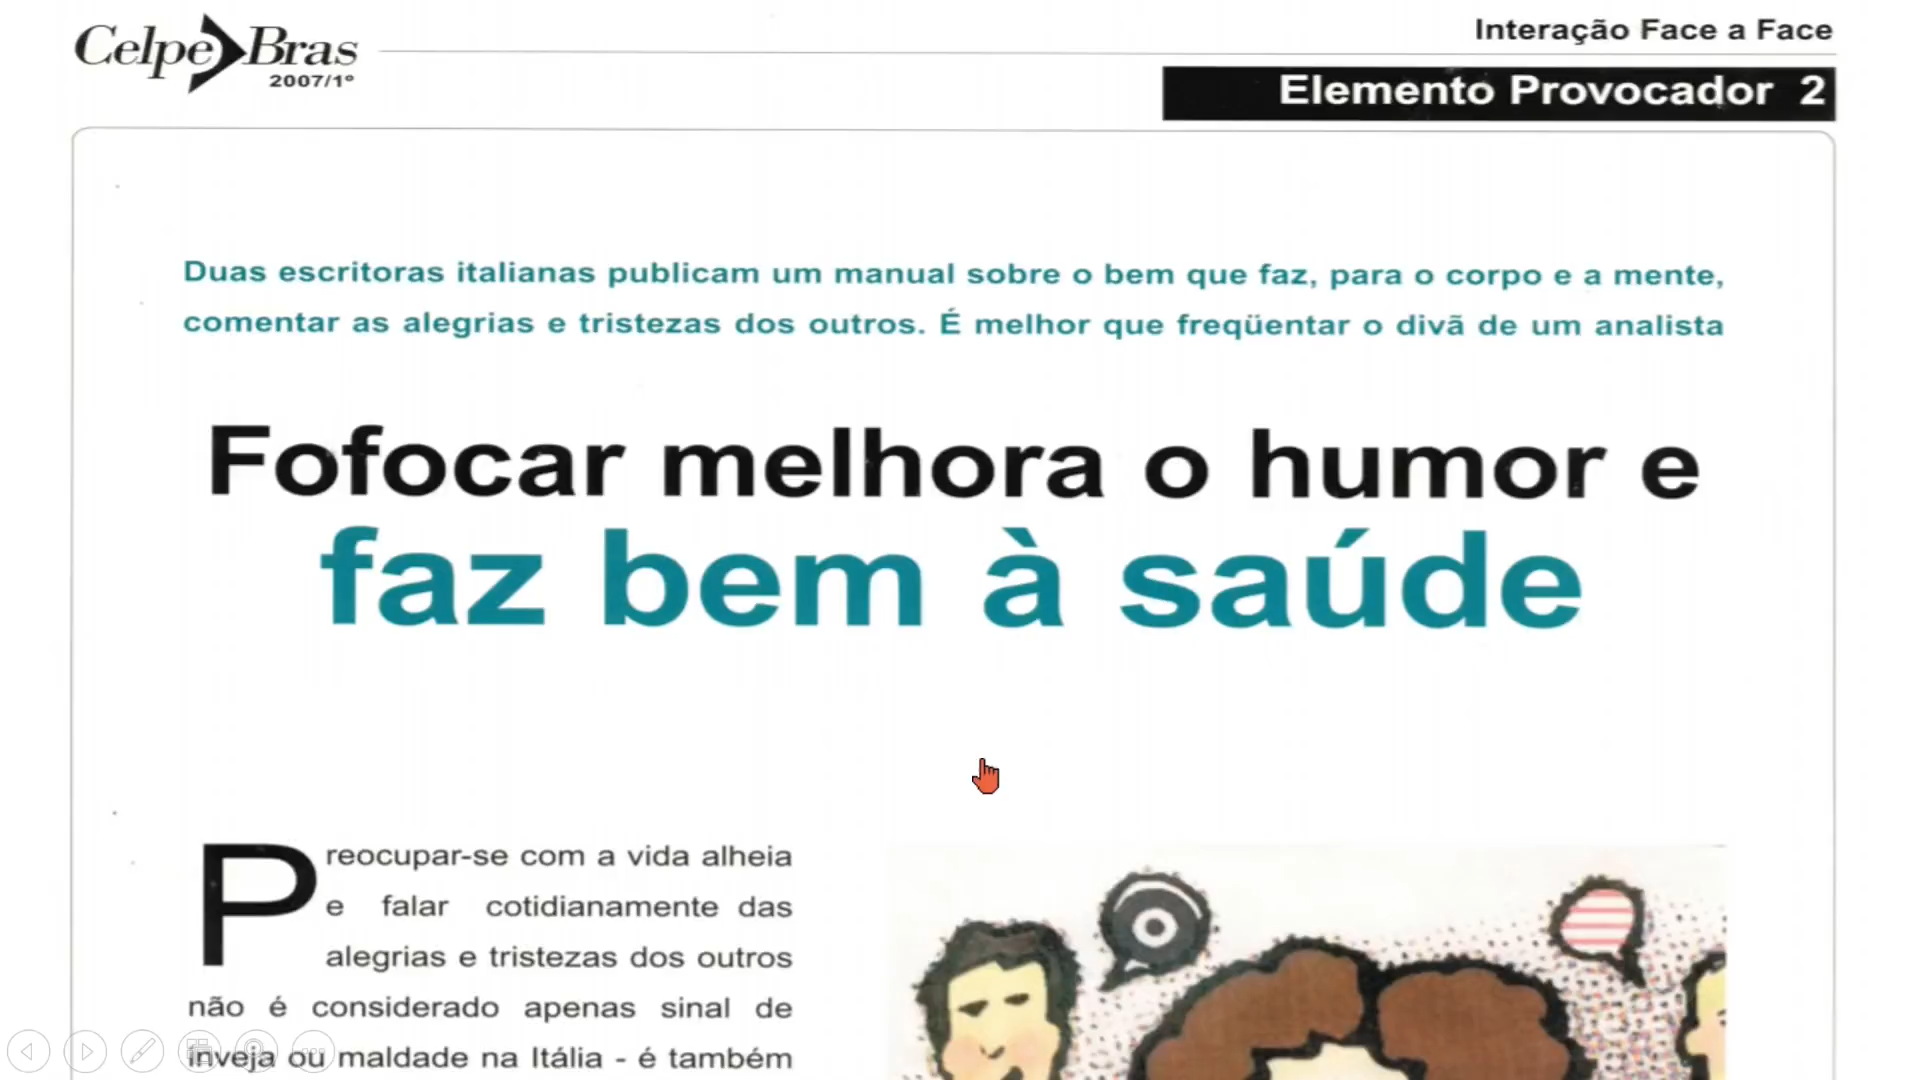 Celpe Bras
2007/1º
Interação Face a Face
Elemento Provocador 2
Duas escritoras italianas publicam um manual sobre o bem que faz, para o corpo e a mente,
comentar as alegrias e tristezas dos outros. É melhor que freqüentar o divã de um analista
Fofocar melhora o humor e
faz bem à saúde
Preocupar-se com a vida alheia
e falar cotidianamente das
alegrias e tristezas dos outros
não é considerado apenas sinal de
inveja ou maldade na Itália - é também